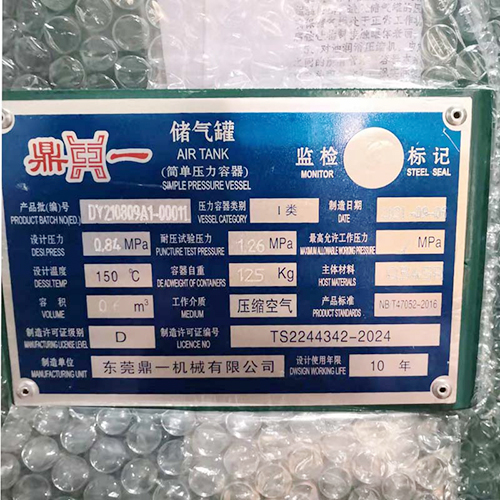 鼎一
储气罐
AIR TANK
(简单压力容器)
SIMPLE PRESSURE VESSEL
监检
MONITOR
标记
STEEL SEAL
产品批(编)号
PRODUCT BATCH NO(ED.)
DY210809A1-00011
压力容器类别
VESSEL CATEGORY
I类
制造日期
DATE
设计压力
DESI.PRESS
0.84 MPa
耐压试验压力
PUNCTURE TEST PRESSURE
1.26 MPa
最高允许工作压力
MAXIMUM ALLOWABLE WORKING PRESSURE
MPa
设计温度
DESSI.TEMP
150 ℃
容器自重
DEAWEIGHT OF CONTAINERS
125 Kg
主体材料
HOST MATERIALS
容积
VOLUME
m³
工作介质
MEDIUM
压缩空气
产品标准
PRODUCT STANDARDS
NB/T47052-2016
制造许可证级别
MANUFACTURING LICENSE LEVEL
D
制造许可证编号
LICENCE NO
TS2244342-2024
制造单位
MANUFACTURING UNIT
东莞鼎一机械有限公司
设计使用年限
DWSIGN WORKING LIFE
10 年